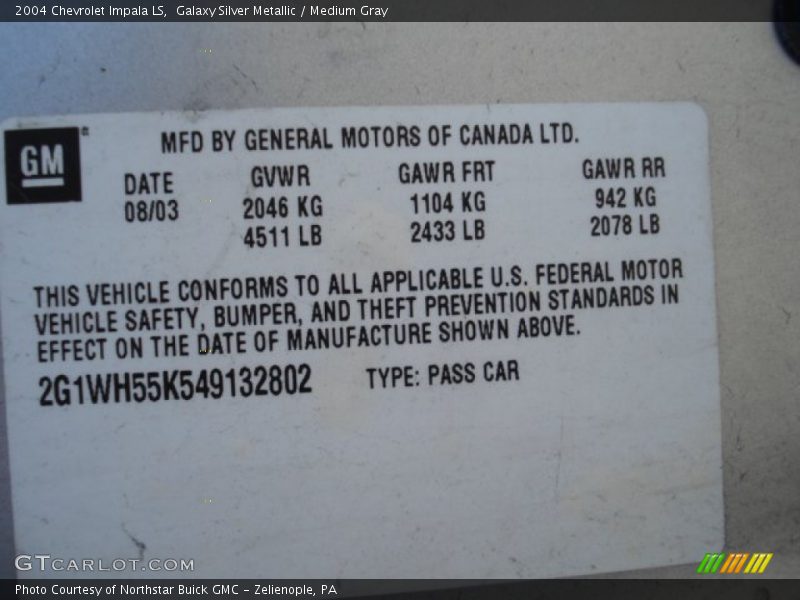 2004 Chevrolet Impala LS,  Galaxy Silver Metallic / Medium Gray
GM®
MFD BY GENERAL MOTORS OF CANADA LTD.
DATE GVWR GAWR FRT GAWR RR
08/03 2046 KG 1104 KG 942 KG
4511 LB 2433 LB 2078 LB
THIS VEHICLE CONFORMS TO ALL APPLICABLE U.S. FEDERAL MOTOR
VEHICLE SAFETY, BUMPER, AND THEFT PREVENTION STANDARDS IN
EFFECT ON THE DATE OF MANUFACTURE SHOWN ABOVE.
2G1WH55K549132802 TYPE: PASS CAR
GTCARLOT.COM
Photo Courtesy of Northstar Buick GMC - Zelienople, PA